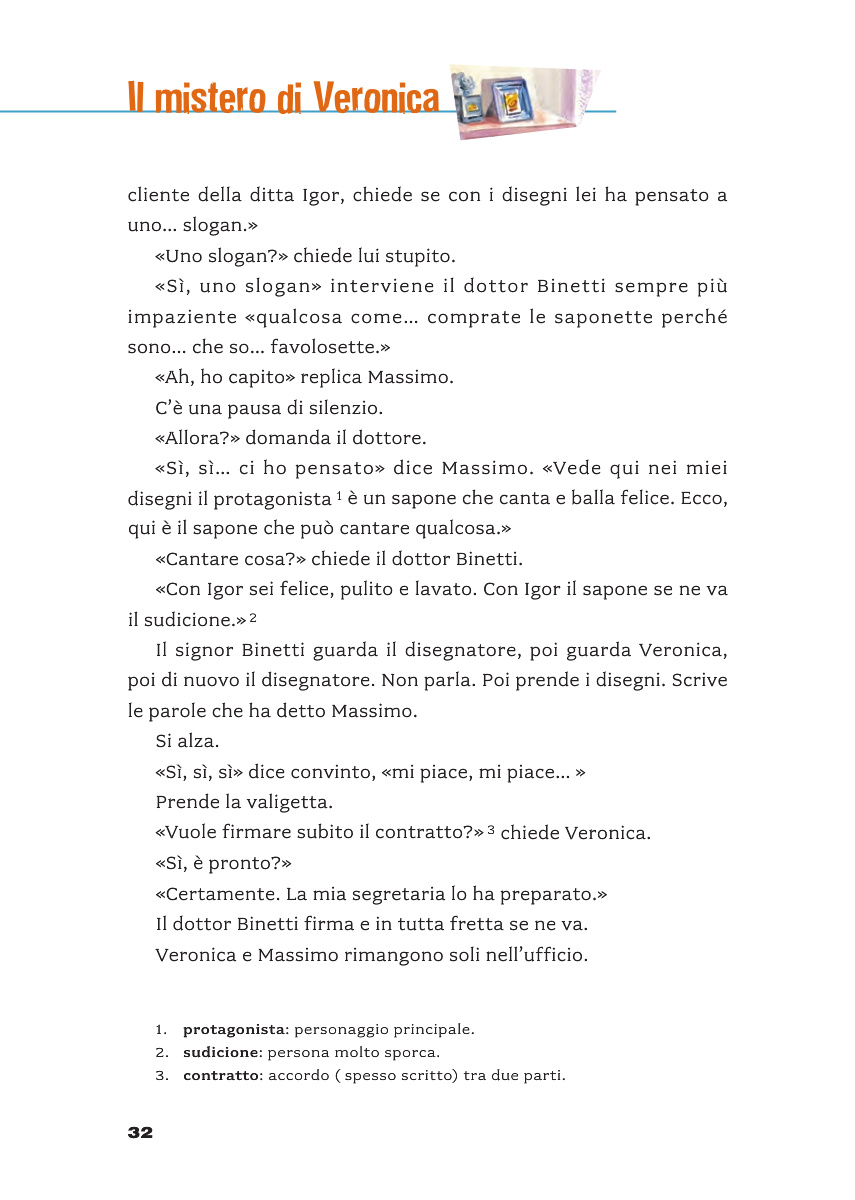 Il mistero di Veronica
cliente della ditta Igor, chiede se con i disegni lei ha pensato a
uno... slogan.»
«Uno slogan?» chiede lui stupito.
«Sì, uno slogan» interviene il dottor Binetti sempre più
impaziente «qualcosa come... comprate le saponette perché
sono... che so... favolosette.»
«Ah, ho capito» replica Massimo.
C'è una pausa di silenzio.
«Allora?» domanda il dottore.
«Sì, sì... ci ho pensato» dice Massimo. «Vede qui nei miei
disegni il protagonista 1 è un sapone che canta e balla felice. Ecco,
qui è il sapone che può cantare qualcosa.»
«Cantare cosa?» chiede il dottor Binetti.
«Con Igor sei felice, pulito e lavato. Con Igor il sapone se ne va
il sudicione.» 2
Il signor Binetti guarda il disegnatore, poi guarda Veronica,
poi di nuovo il disegnatore. Non parla. Poi prende i disegni. Scrive
le parole che ha detto Massimo.
Si alza.
«Sì, sì, sì» dice convinto, «mi piace, mi piace... »
Prende la valigetta.
«Vuole firmare subito il contratto?» 3 chiede Veronica.
«Sì, è pronto?»
«Certamente. La mia segretaria lo ha preparato.»
Il dottor Binetti firma e in tutta fretta se ne va.
Veronica e Massimo rimangono soli nell'ufficio.
1. protagonista: personaggio principale.
2. sudicione: persona molto sporca.
3. contratto: accordo ( spesso scritto) tra due parti.
32